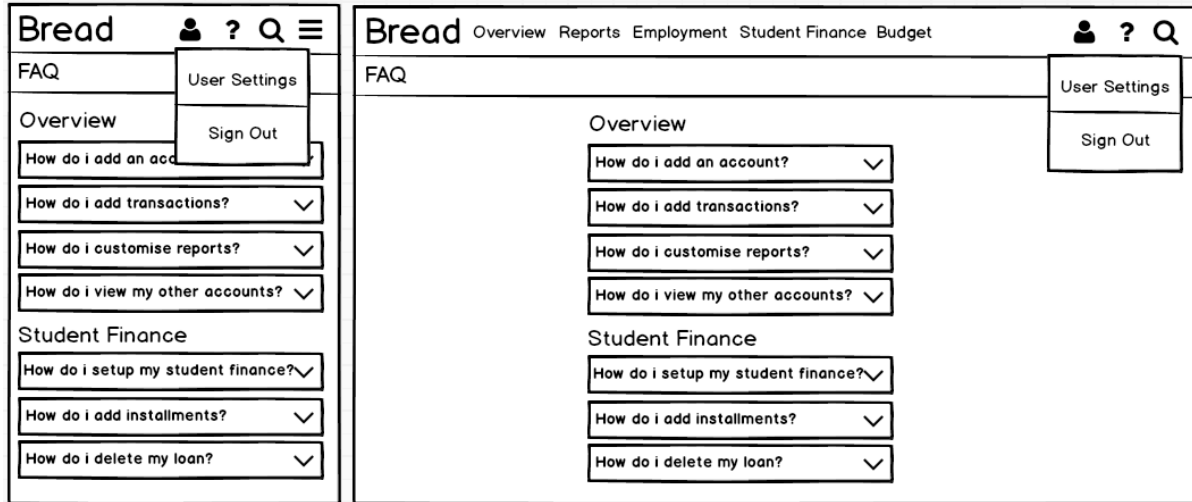 Bread ?
FAQ
User Settings
Sign Out
Overview
How do i add an acc
How do i add transactions?
How do i customise reports?
How do i view my other accounts?
Student Finance
How do i setup my student finance?
How do i add installments?
How do i delete my loan?
Bread Overview Reports Employment Student Finance Budget ?
FAQ
User Settings
Sign Out
Overview
How do i add an account?
How do i add transactions?
How do i customise reports?
How do i view my other accounts?
Student Finance
How do i setup my student finance?
How do i add installments?
How do i delete my loan?